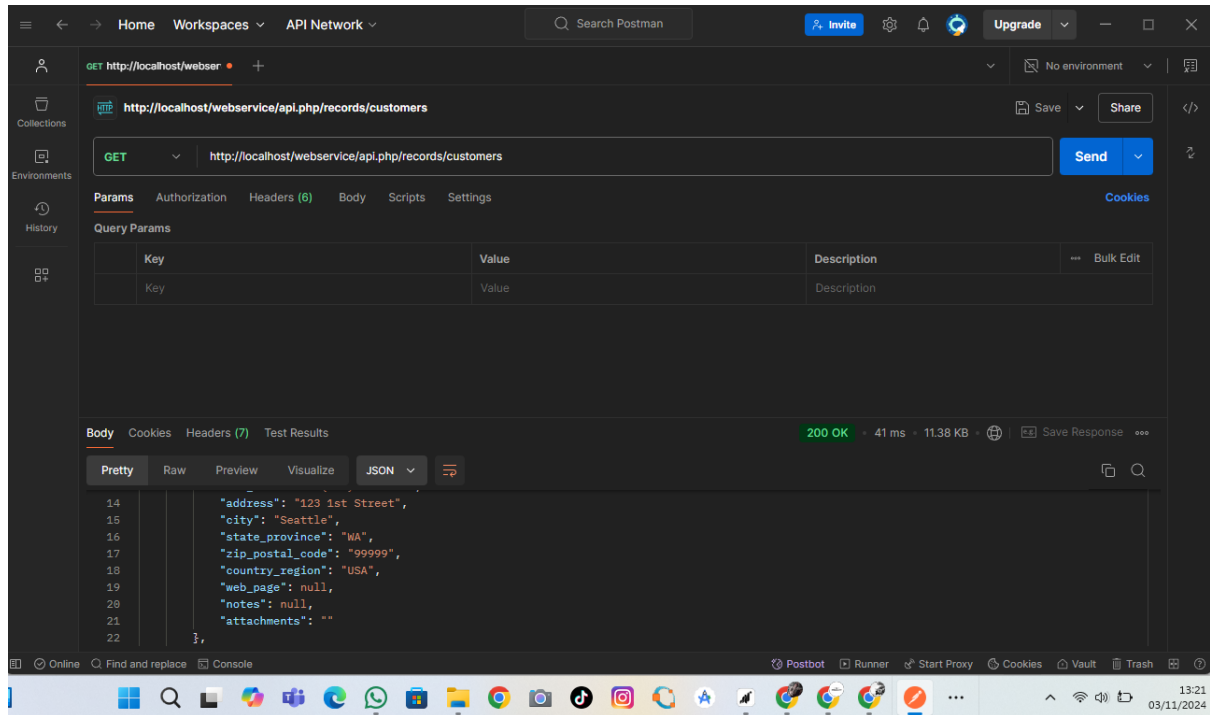 Home Workspaces API Network Search Postman Invite Upgrade
GET http://localhost/webser No environment
HTTP http://localhost/webservice/api.php/records/customers Save Share
Collections
GET http://localhost/webservice/api.php/records/customers Send
Environments
Params Authorization Headers (6) Body Scripts Settings Cookies
History
Query Params
Key Value Description Bulk Edit
Key Value Description
Body Cookies Headers (7) Test Results 200 OK 41 ms 11.38 KB Save Response
Pretty Raw Preview Visualize JSON
14 "address": "123 1st Street",
15 "city": "Seattle",
16 "state_province": "WA",
17 "zip_postal_code": "99999",
18 "country_region": "USA",
19 "web_page": null,
20 "notes": null,
21 "attachments": ""
22 },
Online Find and replace Console Postbot Runner Start Proxy Cookies Vault Trash
13:21
03/11/2024